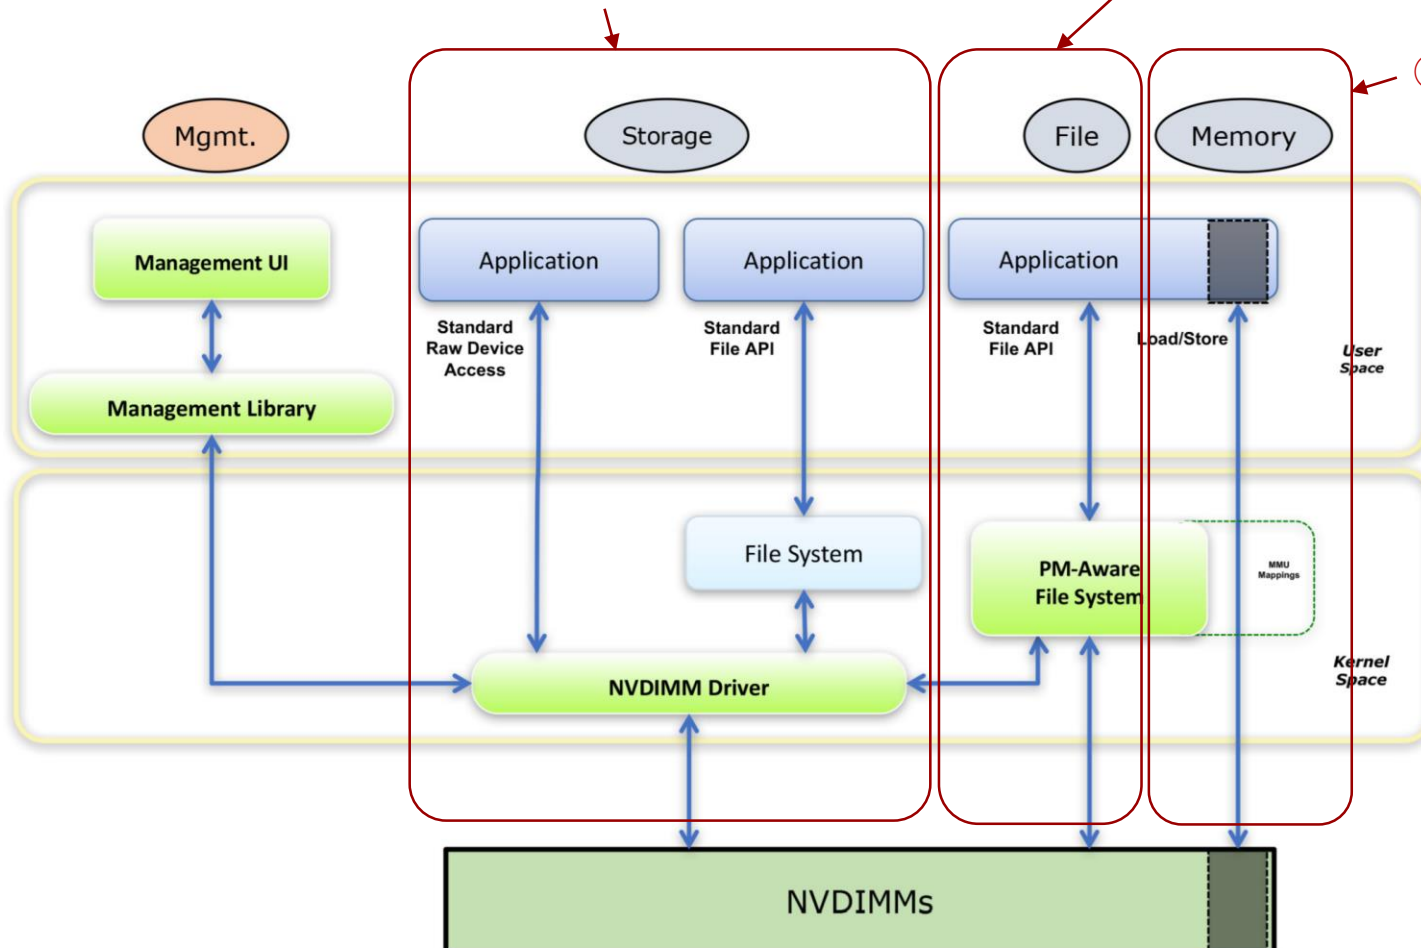 Mgmt.
Storage
File
Memory
Management UI
Application
Application
Application
Standard
Raw Device
Access
Standard
File API
Standard
File API
Load/Store
User
Space
Management Library
File System
PM-Aware
File System
MMU
Mappings
Kernel
Space
NVDIMM Driver
NVDIMMs